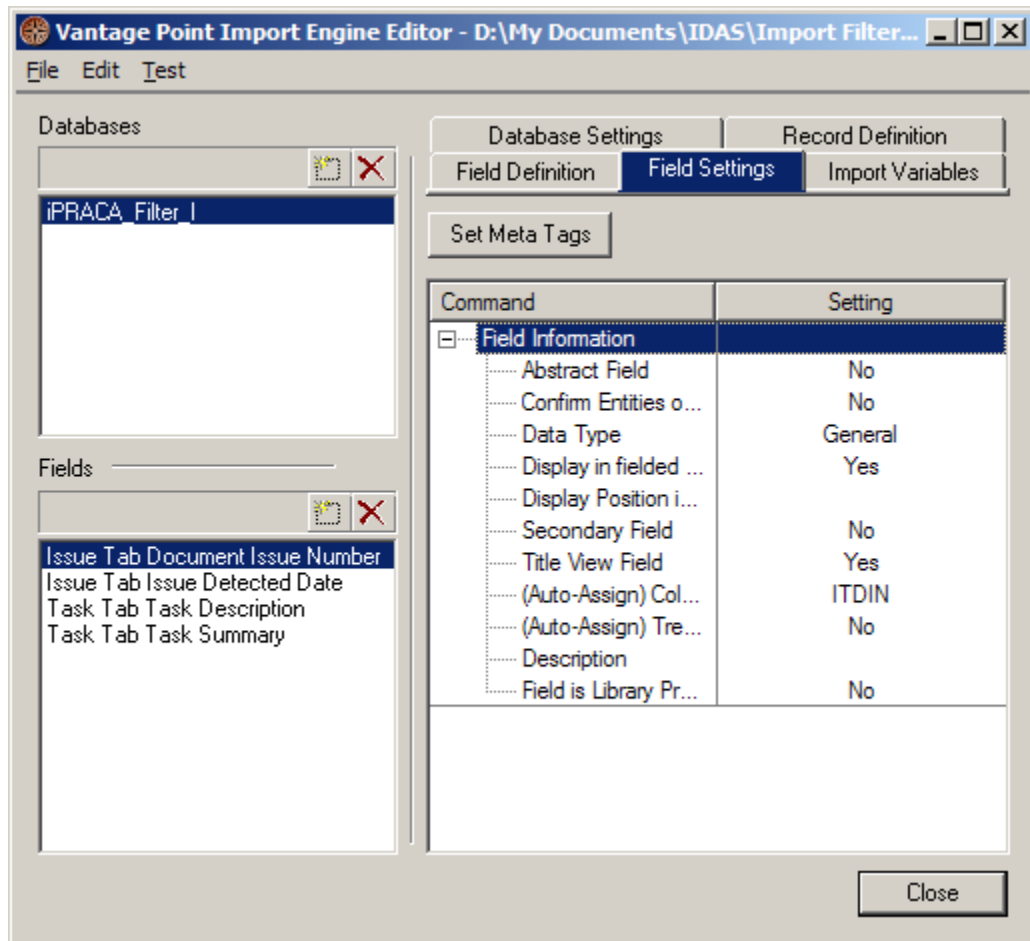 Vantage Point Import Engine Editor - D:\My Documents\IDAS\Import Filter...
File Edit Test
Databases
iPRACA_Filter_I
Fields
Issue Tab Document Issue Number
Issue Tab Issue Detected Date
Task Tab Task Description
Task Tab Task Summary
Database Settings Record Definition
Field Definition Field Settings Import Variables
Set Meta Tags
Command Setting
Field Information
Abstract Field No
Confirm Entities o... No
Data Type General
Display in fielded ... Yes
Display Position i...
Secondary Field No
Title View Field Yes
(Auto-Assign) Col... ITDIN
(Auto-Assign) Tre... No
Description
Field is Library Pr... No
Close